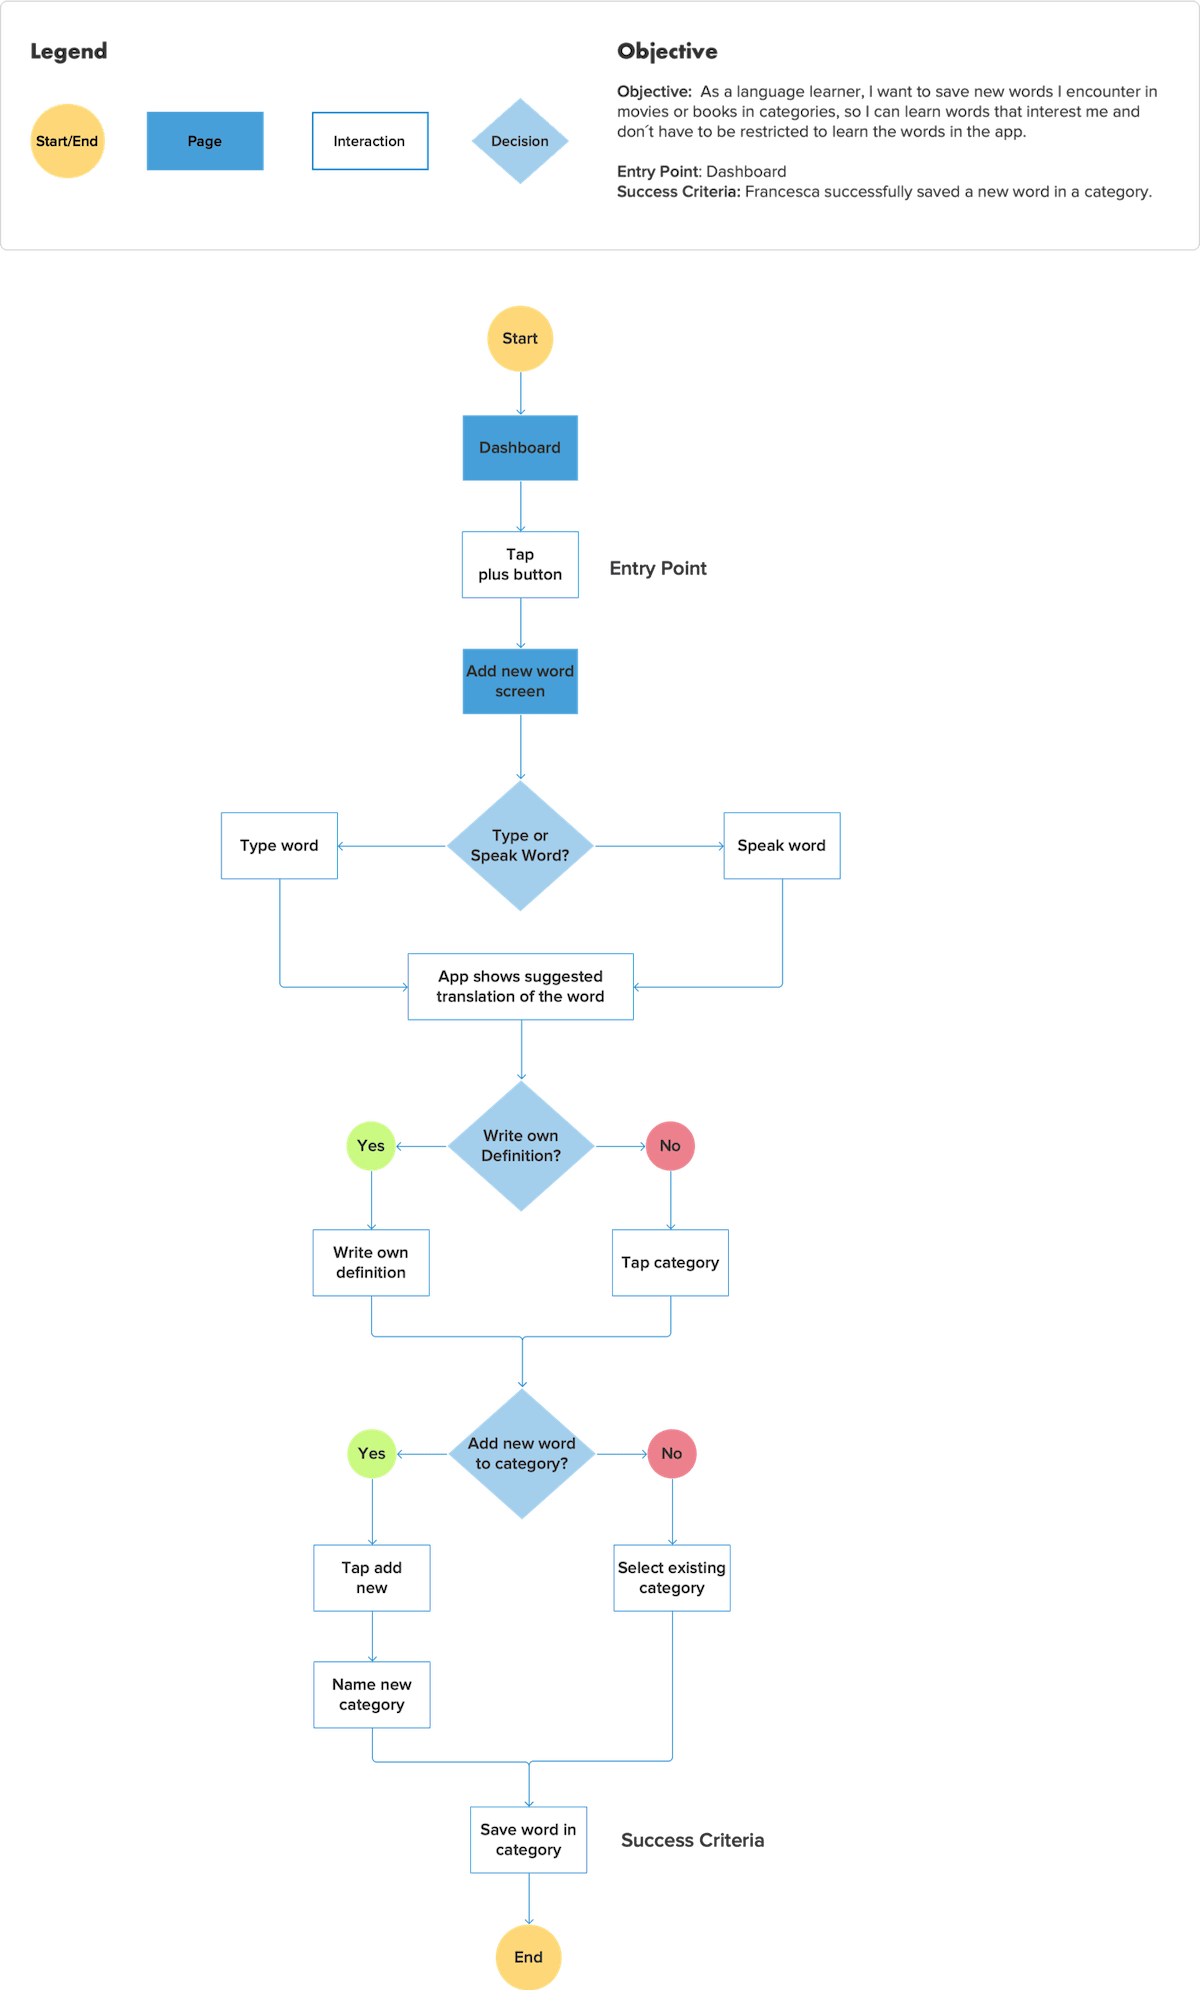 Legend
Start/End
Page
Interaction
Decision
Objective
Objective:  As a language learner, I want to save new words I encounter in
movies or books in categories, so I can learn words that interest me and
don´t have to be restricted to learn the words in the app.
Entry Point: Dashboard
Success Criteria: Francesca successfully saved a new word in a category.
Start
Dashboard
Tap
plus button
Entry Point
Add new word
screen
Type or
Speak Word?
Type word
Speak word
App shows suggested
translation of the word
Write own
Definition?
Yes
No
Write own
definition
Tap category
Add new word
to category?
Yes
No
Tap add
new
Select existing
category
Name new
category
Save word in
category
Success Criteria
End